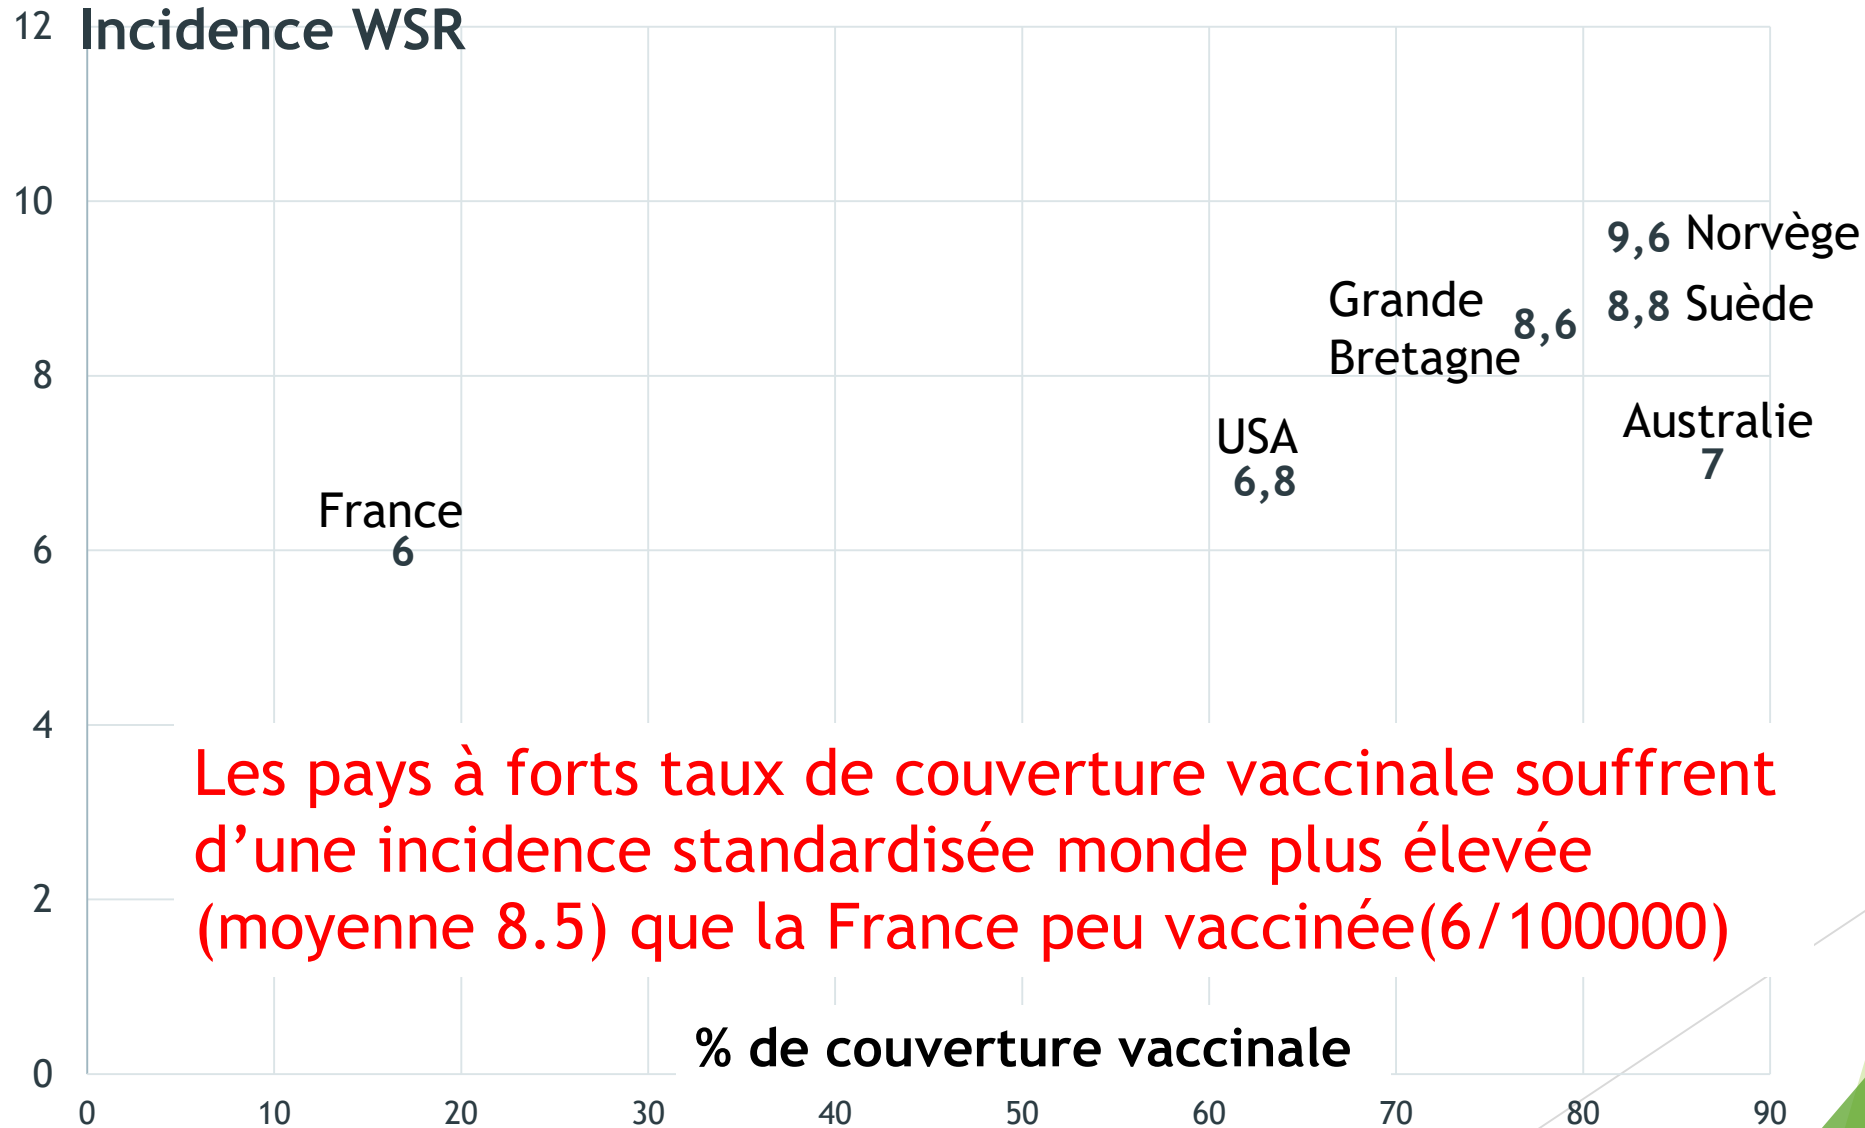 12
Incidence WSR
10
9,6 Norvège
Grande
Bretagne
8,6
8,8 Suède
8
Australie
7
USA
6,8
France
6
6
4
Les pays à forts taux de couverture vaccinale souffrent
d’une incidence standardisée monde plus élevée
(moyenne 8.5) que la France peu vaccinée(6/100000)
2
% de couverture vaccinale
0
0 10 20 30 40 50 60 70 80 90